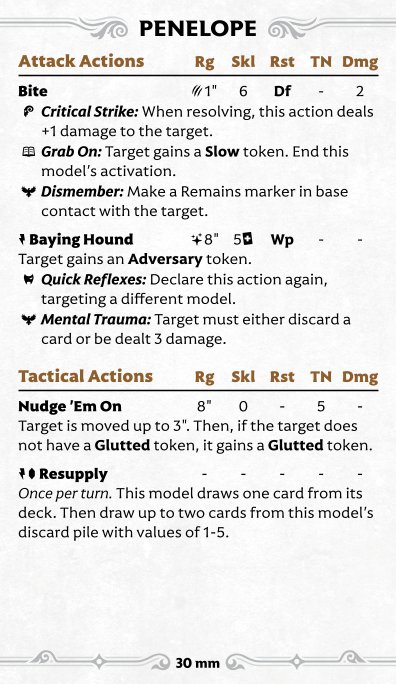 PENELOPE
Attack Actions Rg Skl Rst TN Dmg
Bite 1" 6 Df - 2
Critical Strike: When resolving, this action deals
+1 damage to the target.
Grab On: Target gains a Slow token. End this
model's activation.
Dismember: Make a Remains marker in base
contact with the target.
Baying Hound 8" 5 Wp - -
Target gains an Adversary token.
Quick Reflexes: Declare this action again,
targeting a different model.
Mental Trauma: Target must either discard a
card or be dealt 3 damage.
Tactical Actions Rg Skl Rst TN Dmg
Nudge 'Em On 8" 0 - 5 -
Target is moved up to 3". Then, if the target does
not have a Glutted token, it gains a Glutted token.
Resupply - - - - -
Once per turn. This model draws one card from its
deck. Then draw up to two cards from this model's
discard pile with values of 1-5.
30 mm